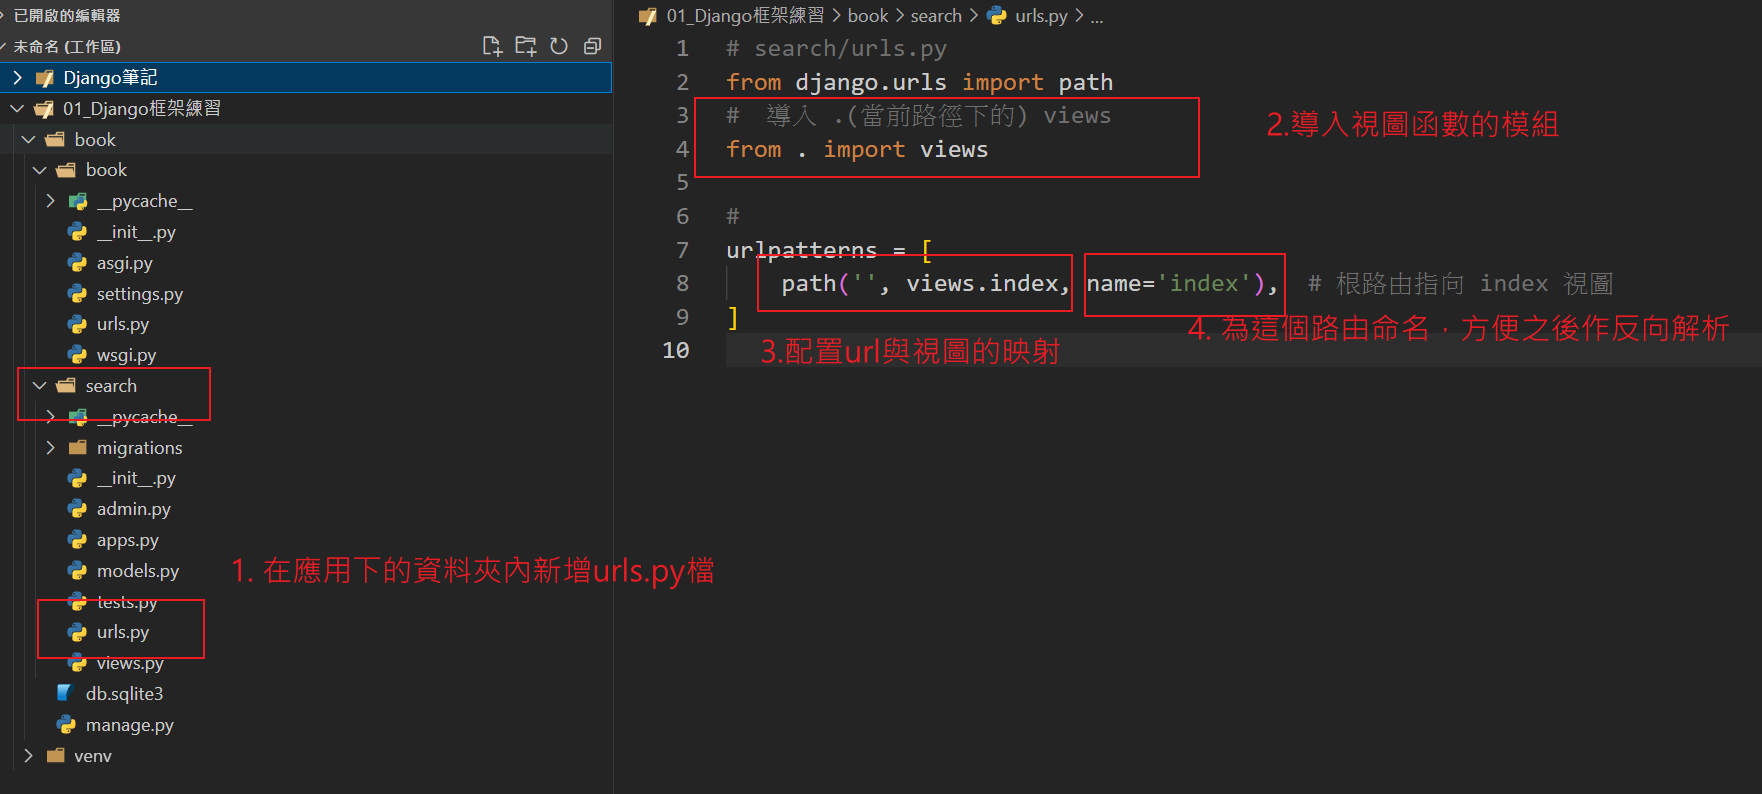 已開啟的編輯器
未命名 (工作區)
Django筆記
01_Django框架練習
book
book
__pycache__
__init__.py
asgi.py
settings.py
urls.py
wsgi.py
search
__pycache__
migrations
__init__.py
admin.py
apps.py
models.py
tests.py
urls.py
views.py
db.sqlite3
manage.py
venv
1. 在應用下的資料夾內新增urls.py檔
01_Django框架練習 > book > search > urls.py > ...
1 # search/urls.py
2 from django.urls import path
3 # 導入 .(當前路徑下的) views
4 from . import views
5
6 #
7 urlpatterns = [
8 path('', views.index, name='index'), # 根路由指向 index 視圖
9 ]
10
2.導入視圖函數的模組
4. 為這個路由命名，方便之後作反向解析
3.配置url與視圖的映射